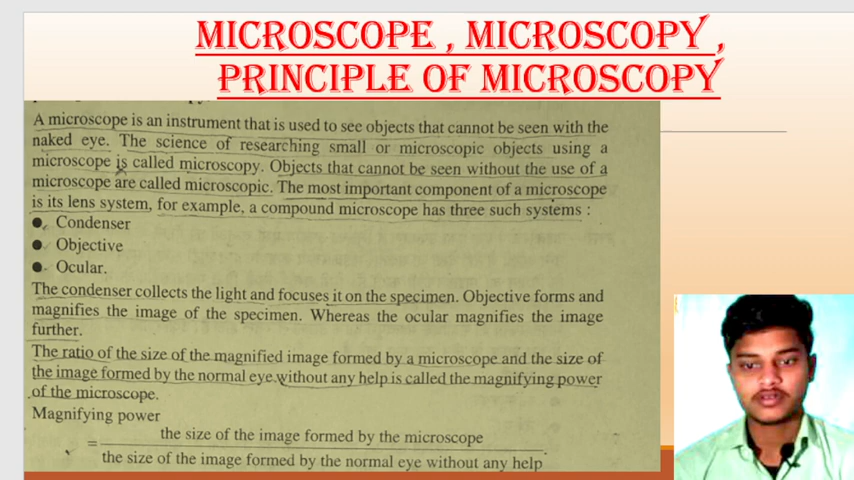 MICROSCOPE , MICROSCOPY ,
PRINCIPLE OF MICROSCOPY
A microscope is an instrument that is used to see objects that cannot be seen with the
naked eye. The science of researching small or microscopic objects using a
microscope is called microscopy. Objects that cannot be seen without the use of a
microscope are called microscopic. The most important component of a microscope
is its lens system, for example, a compound microscope has three such systems :
● Condenser
● Objective
● Ocular.
The condenser collects the light and focuses it on the specimen. Objective forms and
magnifies the image of the specimen. Whereas the ocular magnifies the image
further.
The ratio of the size of the magnified image formed by a microscope and the size of
the image formed by the normal eye without any help is called the magnifying power
of the microscope.
Magnifying power
= the size of the image formed by the microscope
the size of the image formed by the normal eye without any help